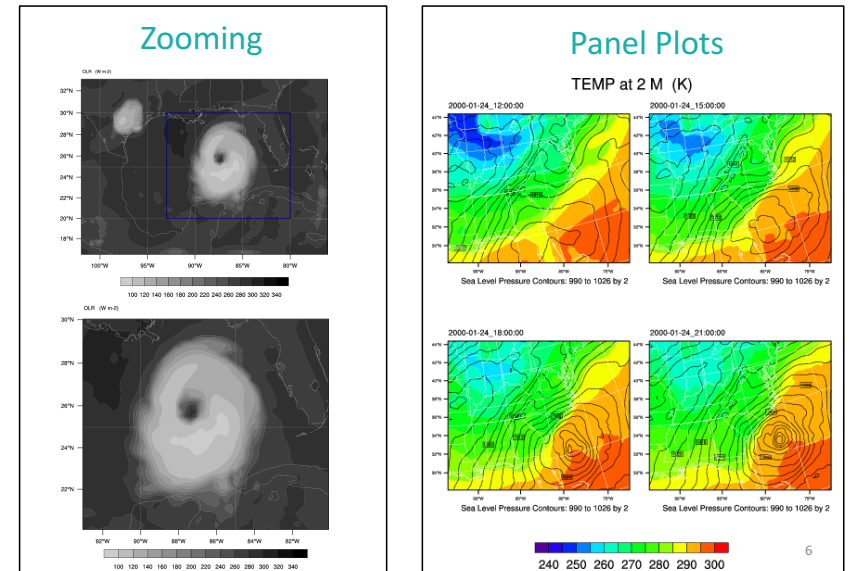 Zooming
OLR (W m-2)
32°N
30°N
28°N
26°N
24°N
22°N
20°N
18°N
100°W 95°W 90°W 85°W 80°W
100 120 140 160 180 200 220 240 260 280 300 320 340
OLR (W m-2)
30°N
28°N
26°N
24°N
22°N
92°W 90°W 88°W 86°W 84°W 82°W
100 120 140 160 180 200 220 240 260 280 300 320 340
Panel Plots
TEMP at 2 M (K)
2000-01-24_12:00:00 2000-01-24_15:00:00
Sea Level Pressure Contours: 990 to 1026 by 2 Sea Level Pressure Contours: 990 to 1026 by 2
2000-01-24_18:00:00 2000-01-24_21:00:00
Sea Level Pressure Contours: 990 to 1026 by 2 Sea Level Pressure Contours: 990 to 1026 by 2
240 250 260 270 280 290 300
6